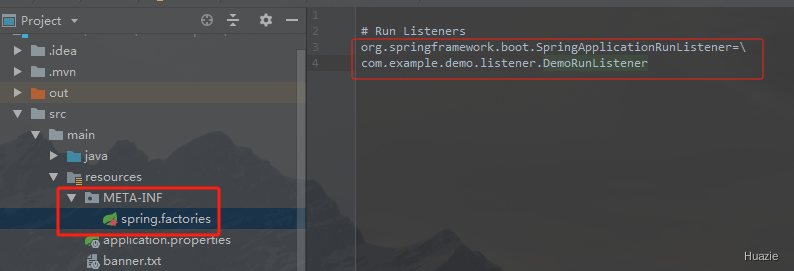 Project
.idea
.mvn
out
src
main
java
resources
META-INF
spring.factories
application.properties
banner.txt
1
2 # Run Listeners
3 org.springframework.boot.SpringApplicationRunListener=\
4 com.example.demo.listener.DemoRunListener
Huazie